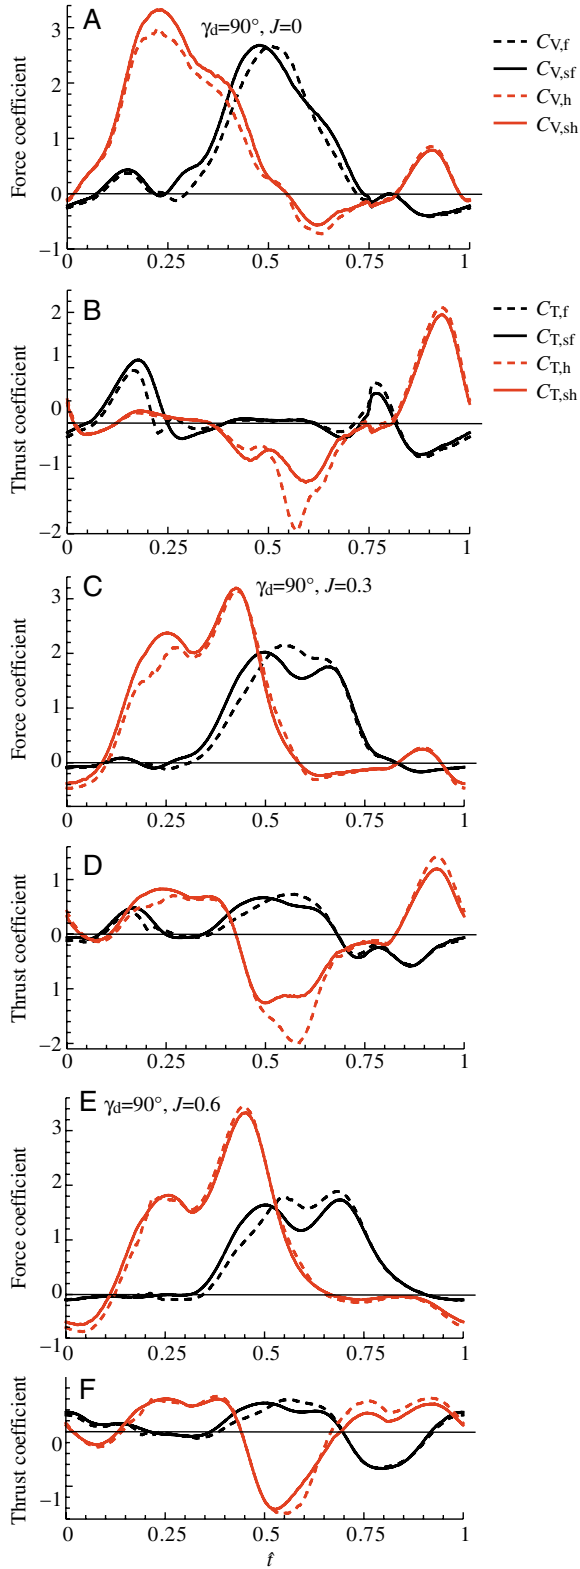 A
γd=90°, J=0
CV,f
CV,sf
CV,h
CV,sh
Force coefficient
3
2
1
0
–1
0 0.25 0.5 0.75 1
B
CT,f
CT,sf
CT,h
CT,sh
Thrust coefficient
2
1
0
–1
–2
0 0.25 0.5 0.75 1
C
γd=90°, J=0.3
Force coefficient
3
2
1
0
0 0.25 0.5 0.75 1
D
Thrust coefficient
1
0
1
–2
0 0.25 0.5 0.75 1
E
γd=90°, J=0.6
Force coefficient
3
2
1
0
–1
0 0.25 0.5 0.75 1
F
Thrust coefficient
0
–1
0 0.25 0.5 0.75 1
t̂